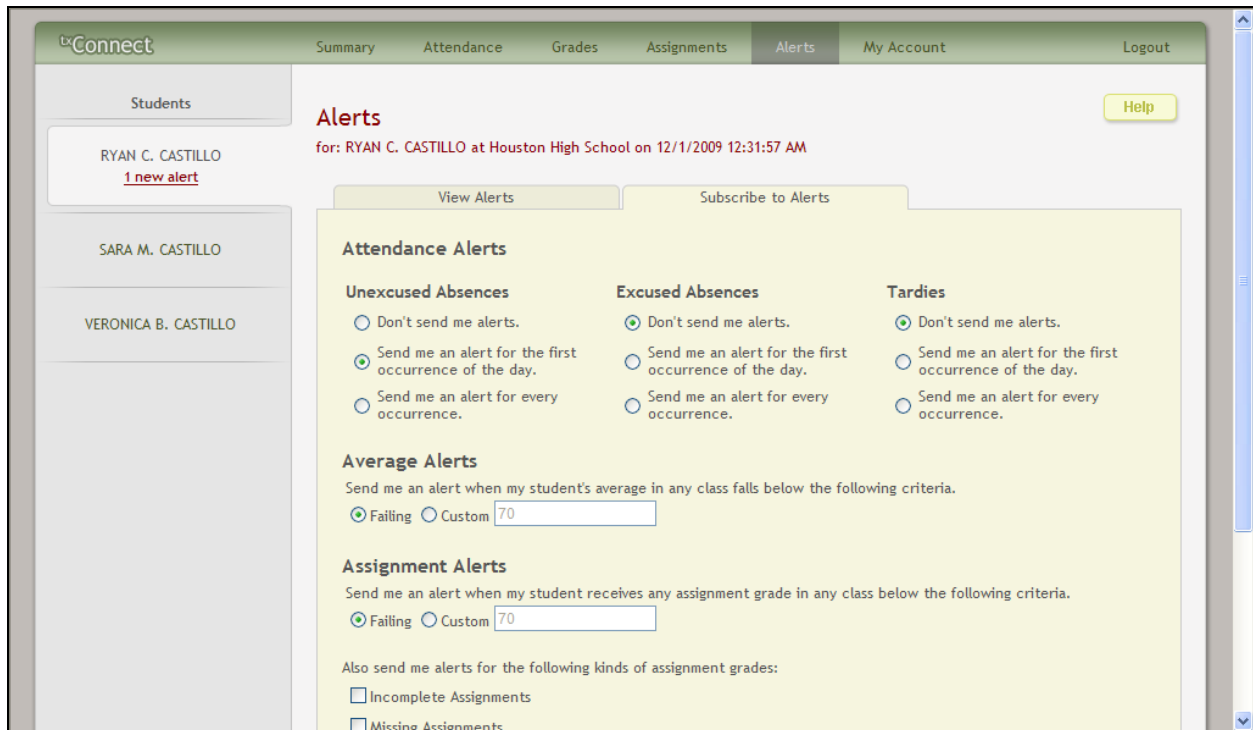 txConnect
Summary Attendance Grades Assignments Alerts My Account Logout
Students
RYAN C. CASTILLO
1 new alert
SARA M. CASTILLO
VERONICA B. CASTILLO
Alerts
Help
for: RYAN C. CASTILLO at Houston High School on 12/1/2009 12:31:57 AM
View Alerts Subscribe to Alerts
Attendance Alerts
Unexcused Absences
Don't send me alerts.
Send me an alert for the first
occurrence of the day.
Send me an alert for every
occurrence.
Excused Absences
Don't send me alerts.
Send me an alert for the first
occurrence of the day.
Send me an alert for every
occurrence.
Tardies
Don't send me alerts.
Send me an alert for the first
occurrence of the day.
Send me an alert for every
occurrence.
Average Alerts
Send me an alert when my student's average in any class falls below the following criteria.
Failing Custom 70
Assignment Alerts
Send me an alert when my student receives any assignment grade in any class below the following criteria.
Failing Custom 70
Also send me alerts for the following kinds of assignment grades:
Incomplete Assignments
Missing Assignments